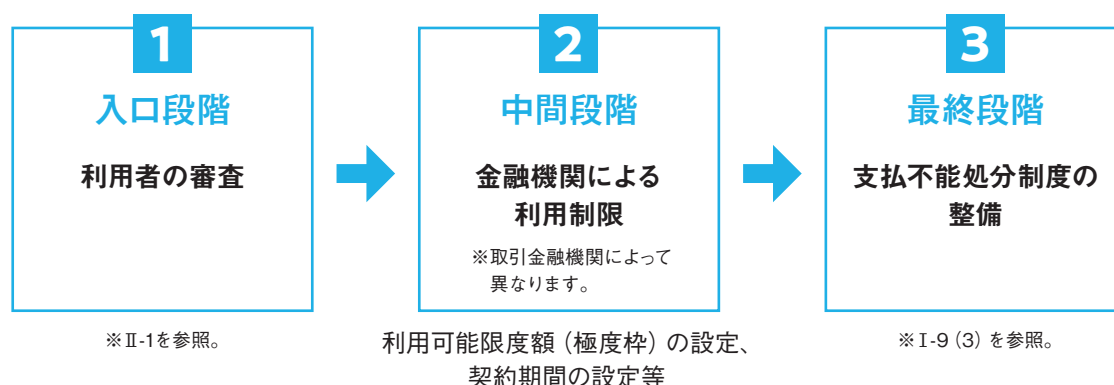 1
入口段階
利用者の審査
※Ⅱ-1を参照。
2
中間段階
金融機関による
利用制限
※取引金融機関によって
異なります。
利用可能限度額（極度枠）の設定、
契約期間の設定等
3
最終段階
支払不能処分制度の
整備
※Ⅰ-9（3）を参照。